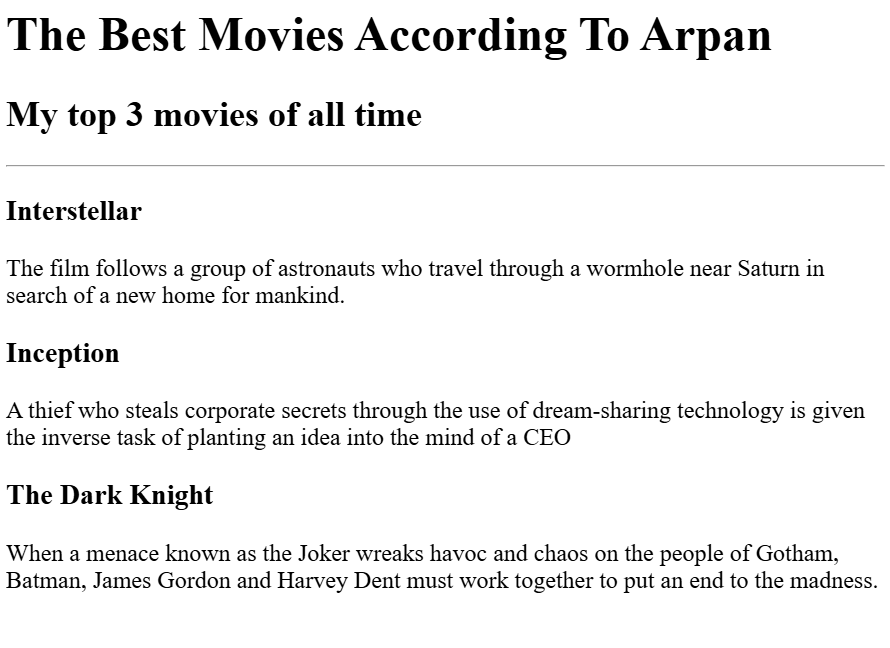 The Best Movies According To Arpan
My top 3 movies of all time
Interstellar
The film follows a group of astronauts who travel through a wormhole near Saturn in
search of a new home for mankind.
Inception
A thief who steals corporate secrets through the use of dream-sharing technology is given
the inverse task of planting an idea into the mind of a CEO
The Dark Knight
When a menace known as the Joker wreaks havoc and chaos on the people of Gotham,
Batman, James Gordon and Harvey Dent must work together to put an end to the madness.